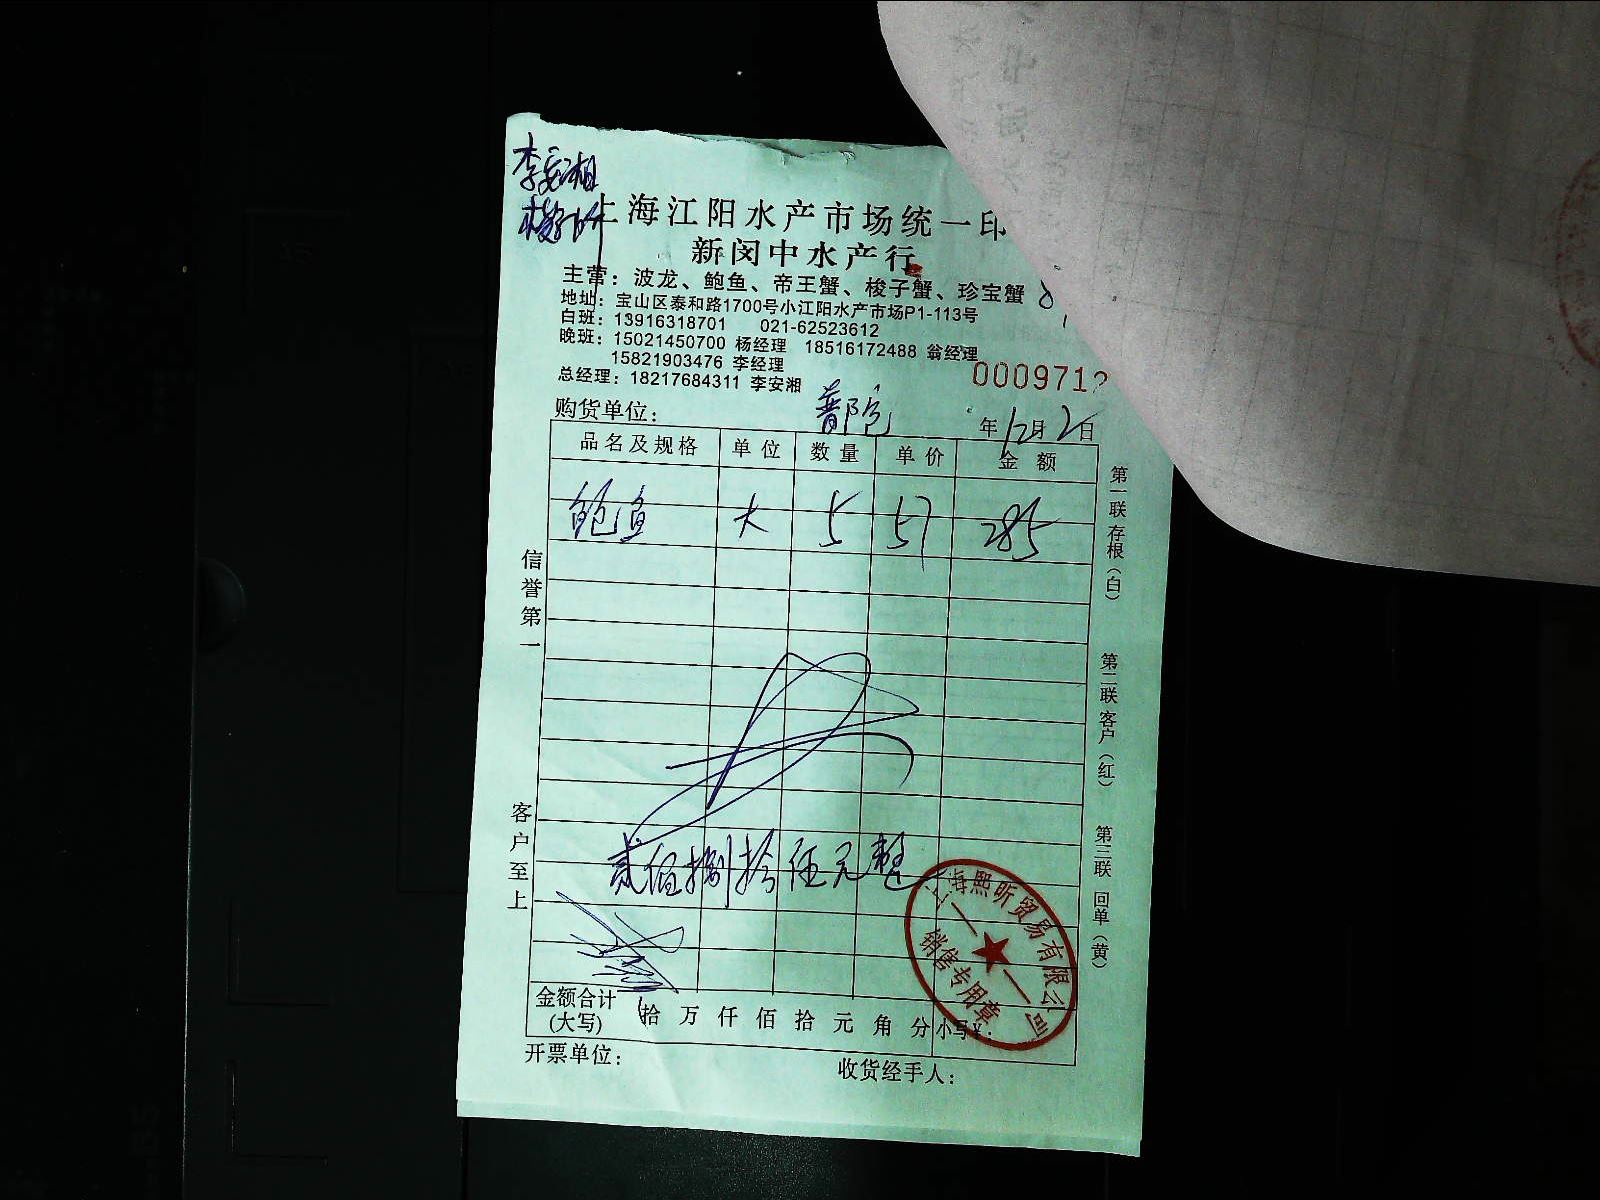 李安湘
上海江阳水产市场统一印
新闵中水产行
主营：波龙、鲍鱼、帝王蟹、梭子蟹、珍宝蟹
地址：宝山区泰和路1700号小江阳水产市场P1-113号
白班：13916318701 021-62523612
晚班：15021450700 杨经理 18516172488 翁经理
15821903476 李经理
总经理：18217684311 李安湘
000971
购货单位： 年12月2日
品名及规格 单位 数量 单价 金额
鲍鱼 大 5 57 285
信誉第一
客户至上
第一联存根（白）
第二联客户（红）
第三联回单（黄）
贰佰捌拾伍元整
上海熙昕贸易有限公司
销售专用章
金额合计(大写) 拾 万 仟 佰 拾 元 角 分 小写¥：
开票单位： 收货经手人：